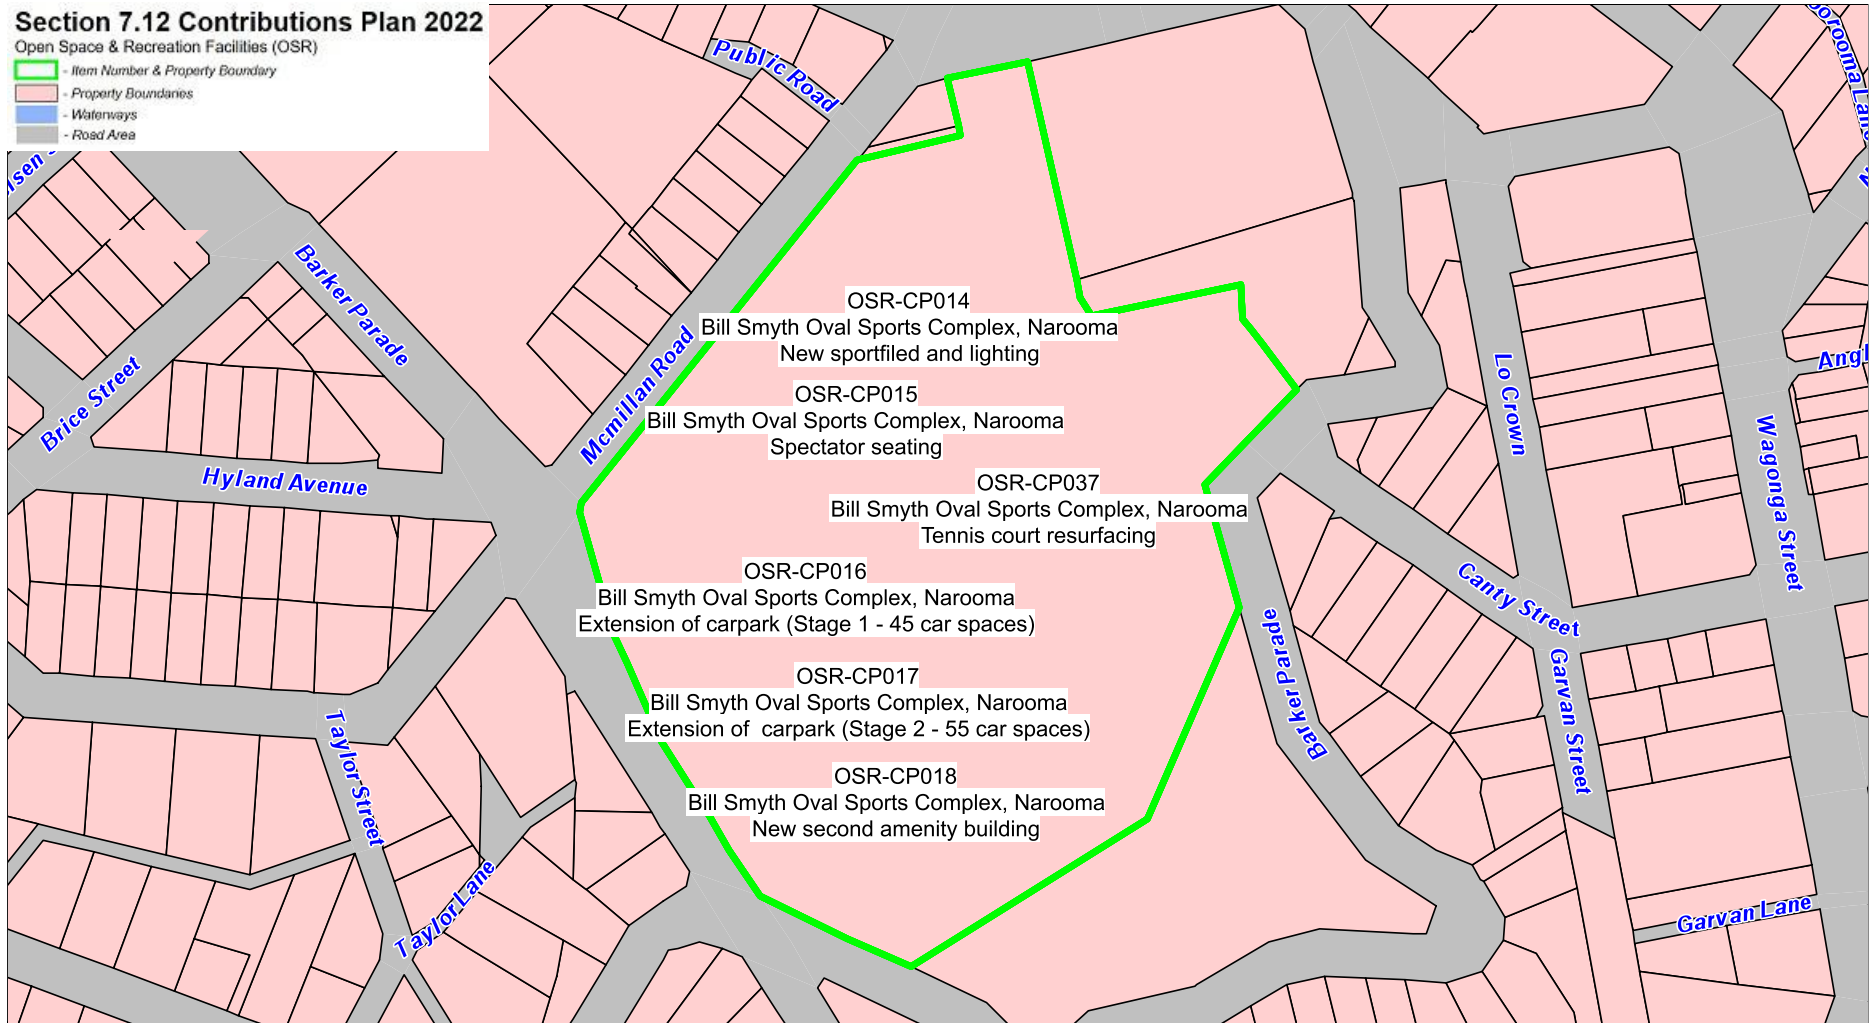 Section 7.12 Contributions Plan 2022
Open Space & Recreation Facilities (OSR)
- Item Number & Property Boundary
- Property Boundaries
- Waterways
- Road Area
Public Road
Barker Parade
Brice Street
Hyland Avenue
Mcmillan Road
OSR-CP014
Bill Smyth Oval Sports Complex, Narooma
New sportfiled and lighting
OSR-CP015
Bill Smyth Oval Sports Complex, Narooma
Spectator seating
OSR-CP037
Bill Smyth Oval Sports Complex, Narooma
Tennis court resurfacing
OSR-CP016
Bill Smyth Oval Sports Complex, Narooma
Extension of carpark (Stage 1 - 45 car spaces)
OSR-CP017
Bill Smyth Oval Sports Complex, Narooma
Extension of  carpark (Stage 2 - 55 car spaces)
OSR-CP018
Bill Smyth Oval Sports Complex, Narooma
New second amenity building
Lo Crown
Wagonga Street
Angl
Canty Street
Barker Parade
Garvan Street
Garvan Lane
Taylor Street
Taylor Lane